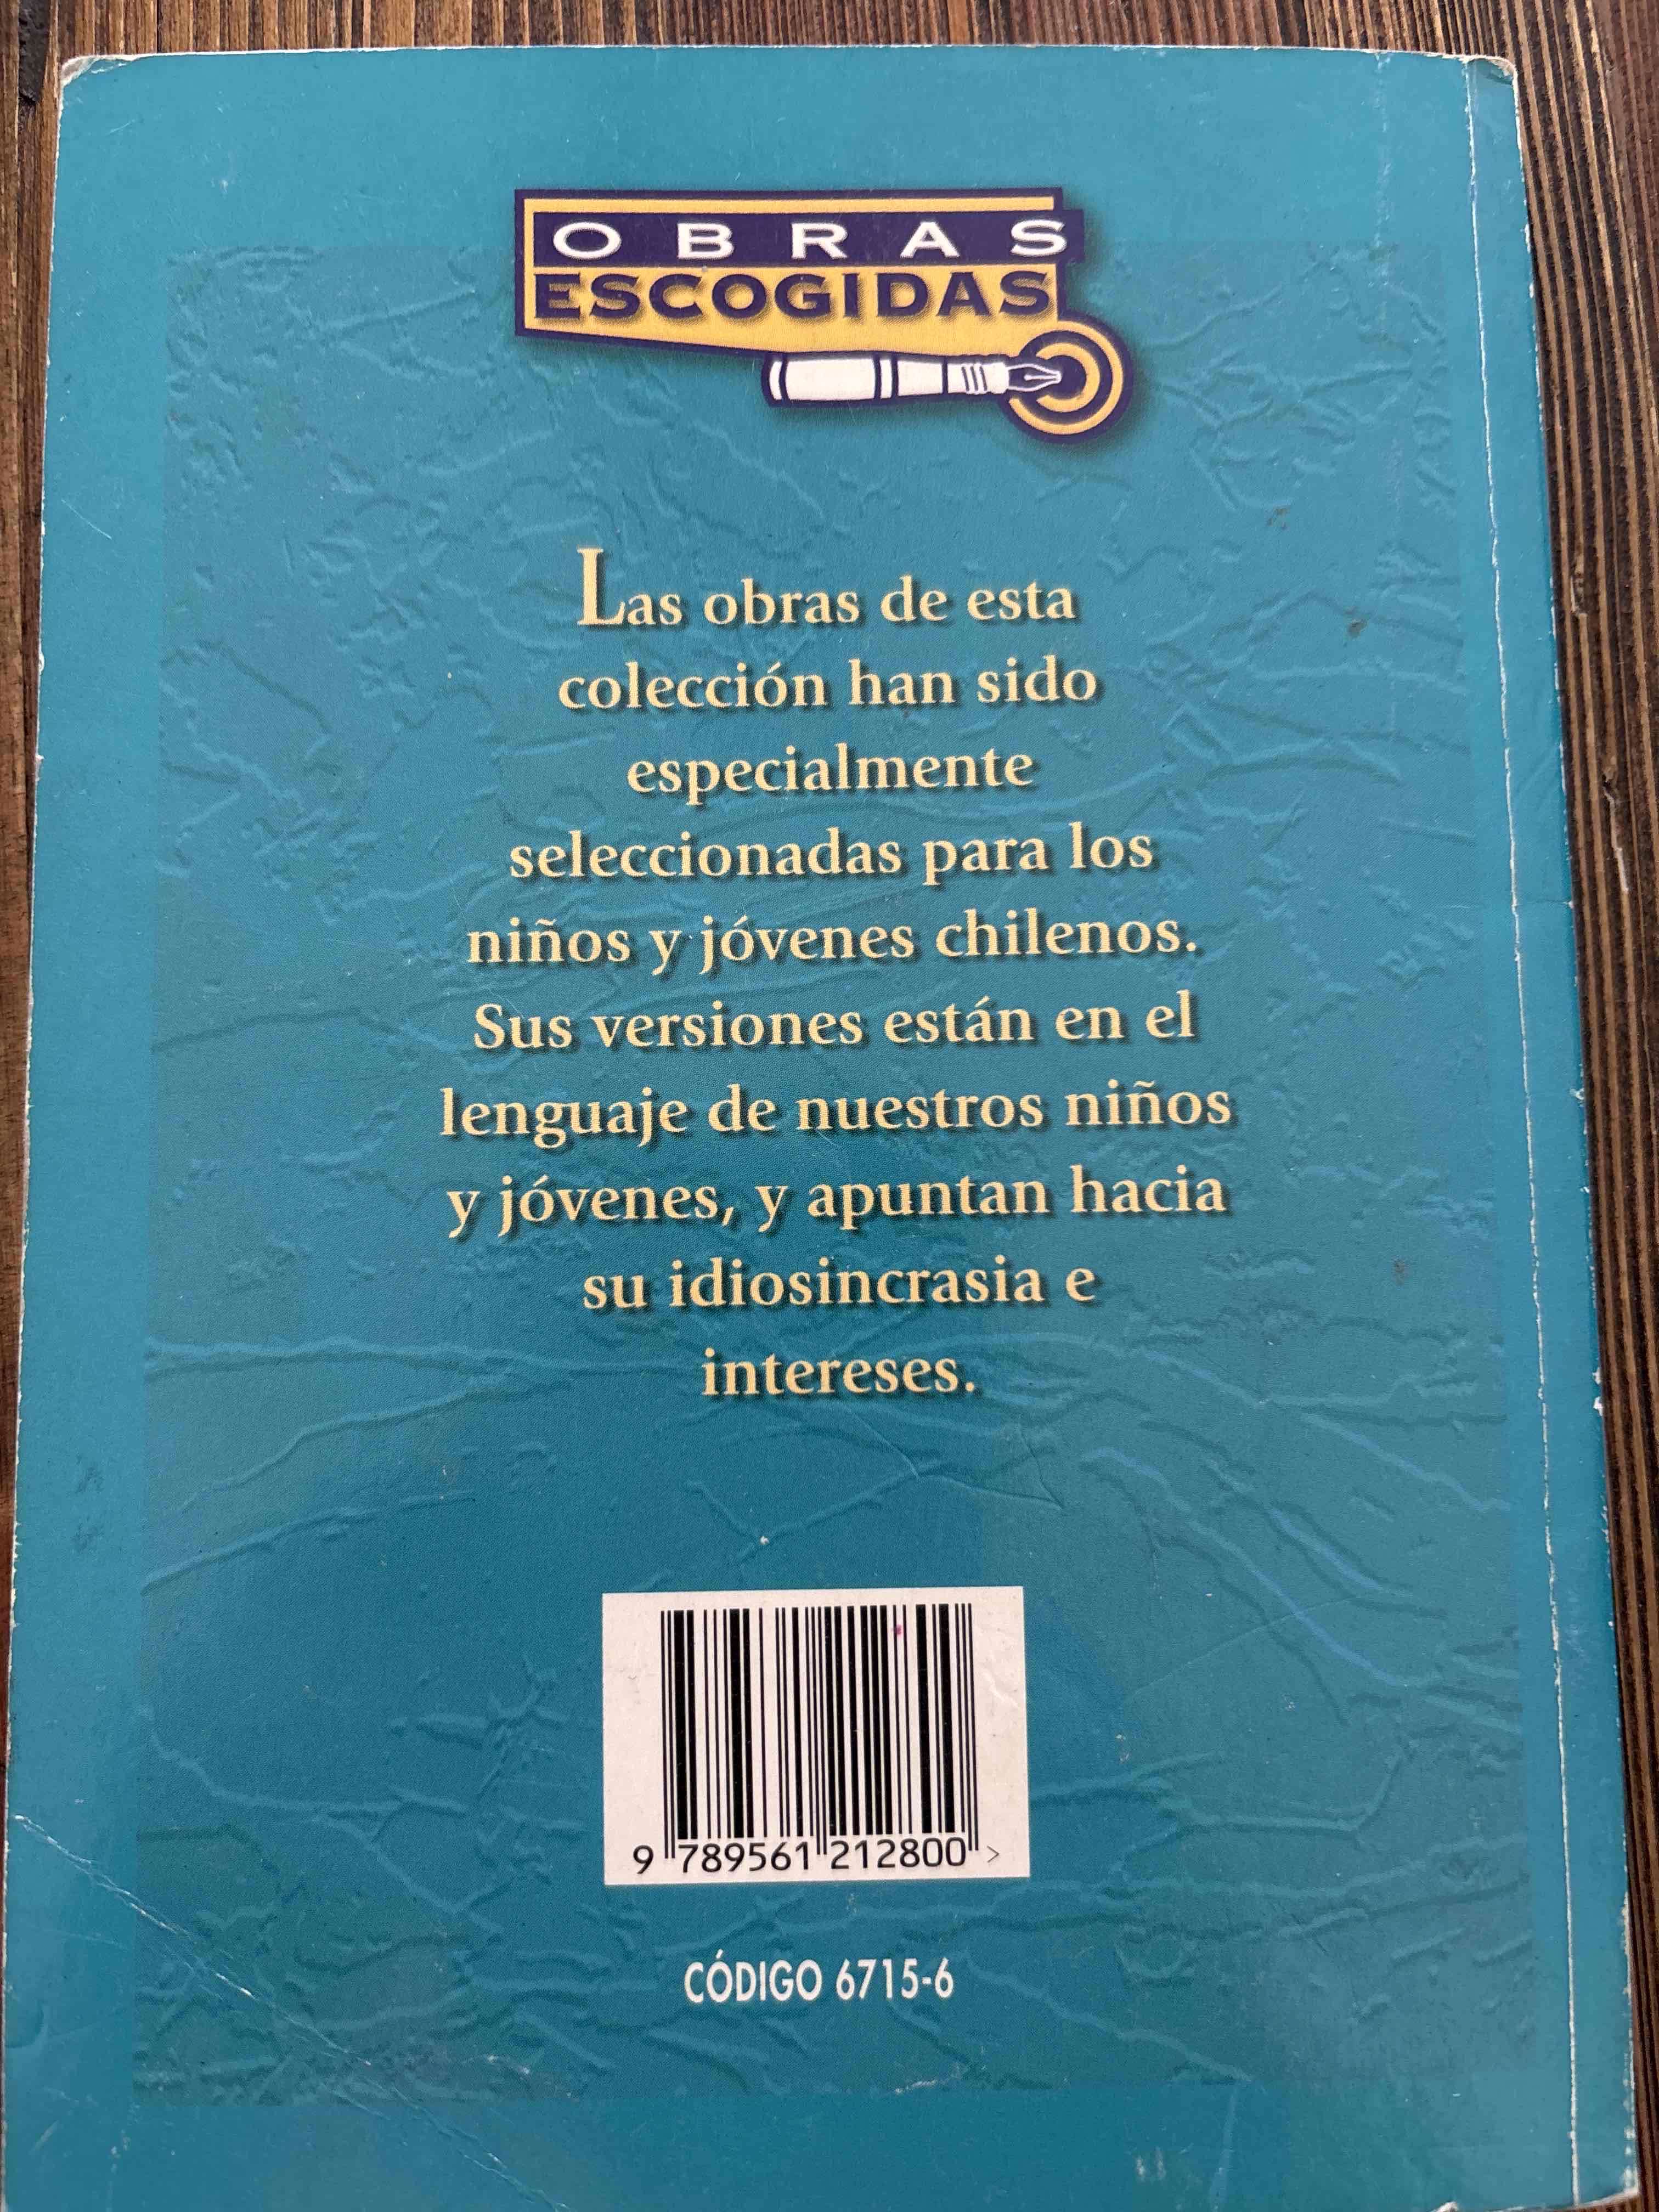 OBRAS
ESCOGIDAS
Las obras de esta
colección han sido
especialmente
seleccionadas para los
niños y jóvenes chilenos.
Sus versiones están en el
lenguaje de nuestros niños
y jóvenes, y apuntan hacia
su idiosincrasia e
intereses.
9 789561 212800 >
CÓDIGO 6715-6